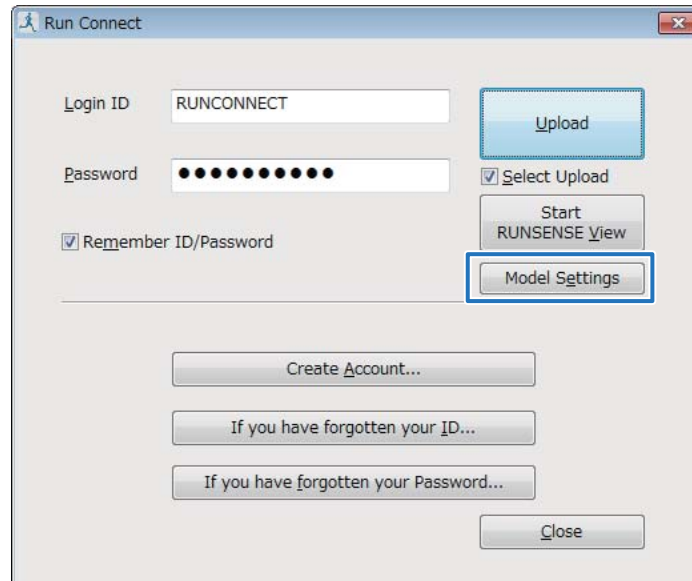 Run Connect
Login ID
RUNCONNECT
Upload
Password
●●●●●●●●●●
Select Upload
Start
RUNSENSE View
Remember ID/Password
Model Settings
Create Account...
If you have forgotten your ID...
If you have forgotten your Password...
Close